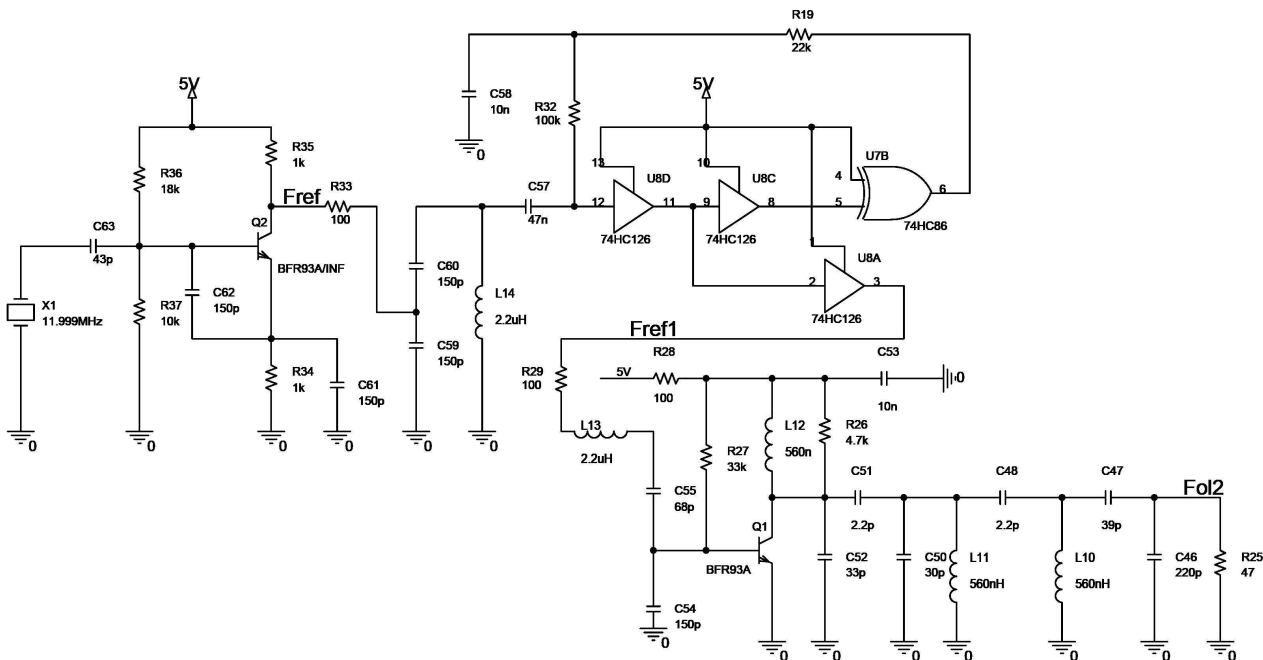 R19
22k
5V
C58
10n
R32
100k
5V
R35
1k
R36
18k
Fref
R33
100
C57
47n
13
U8D
12
11
74HC126
10
U8C
9
8
74HC126
U7B
4
5
6
74HC86
0
C63
43p
Q2
BFR93A/INF
C62
150p
X1
11.999MHz
R37
10k
C60
150p
L14
2.2uH
C59
150p
1
U8A
2
3
74HC126
Fref1
R34
1k
C61
150p
R29
100
5V
R28
100
C53
10n
0
0
0
0
0
0
0
L13
2.2uH
R27
33k
L12
560n
R26
4.7k
C55
68p
C51
2.2p
C48
2.2p
C47
39p
Fol2
Q1
BFR93A
C52
33p
C50
30p
L11
560nH
L10
560nH
C46
220p
R25
47
C54
150p
0
0
0
0
0
0
0
0